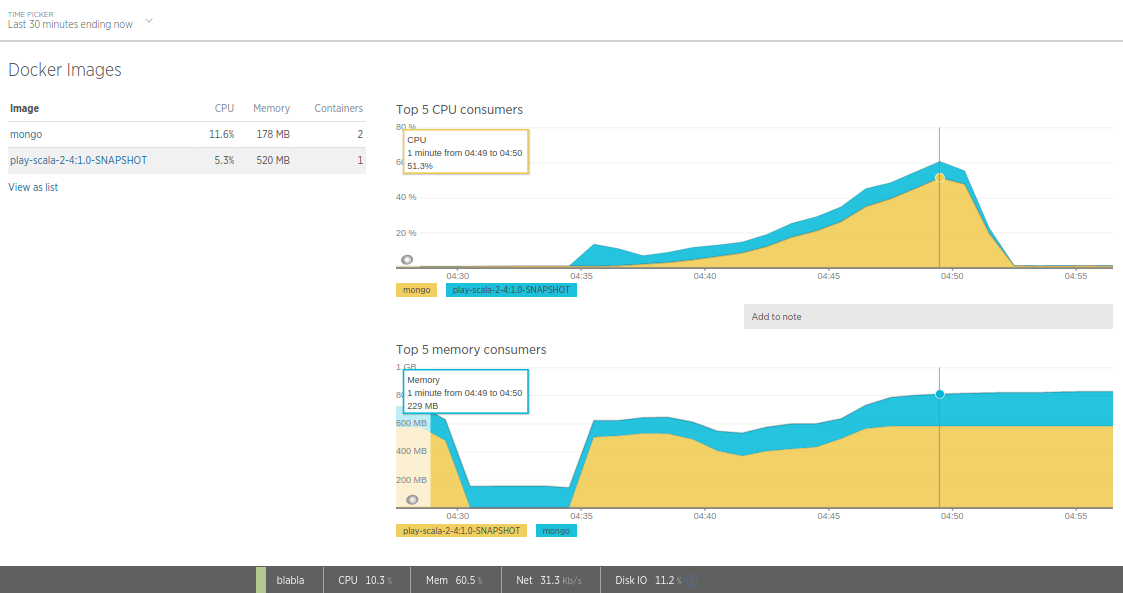 TIME PICKER
Last 30 minutes ending now
Docker Images
Image CPU Memory Containers
mongo 11.6% 178 MB 2
play-scala-2-4:1.0-SNAPSHOT 5.3% 520 MB 1
View as list
Top 5 CPU consumers
80 %
CPU
1 minute from 04:49 to 04:50
51.3%
60
40 %
20 %
04:30 04:35 04:40 04:45 04:50 04:55
mongo play-scala-2-4:1.0-SNAPSHOT
Add to note
Top 5 memory consumers
1 GB
Memory
1 minute from 04:49 to 04:50
229 MB
600 MB
400 MB
200 MB
04:30 04:35 04:40 04:45 04:50 04:55
play-scala-2-4:1.0-SNAPSHOT mongo
blabla CPU 10.3 % Mem 60.5 % Net 31.3 Kb/s Disk IO 11.2 %